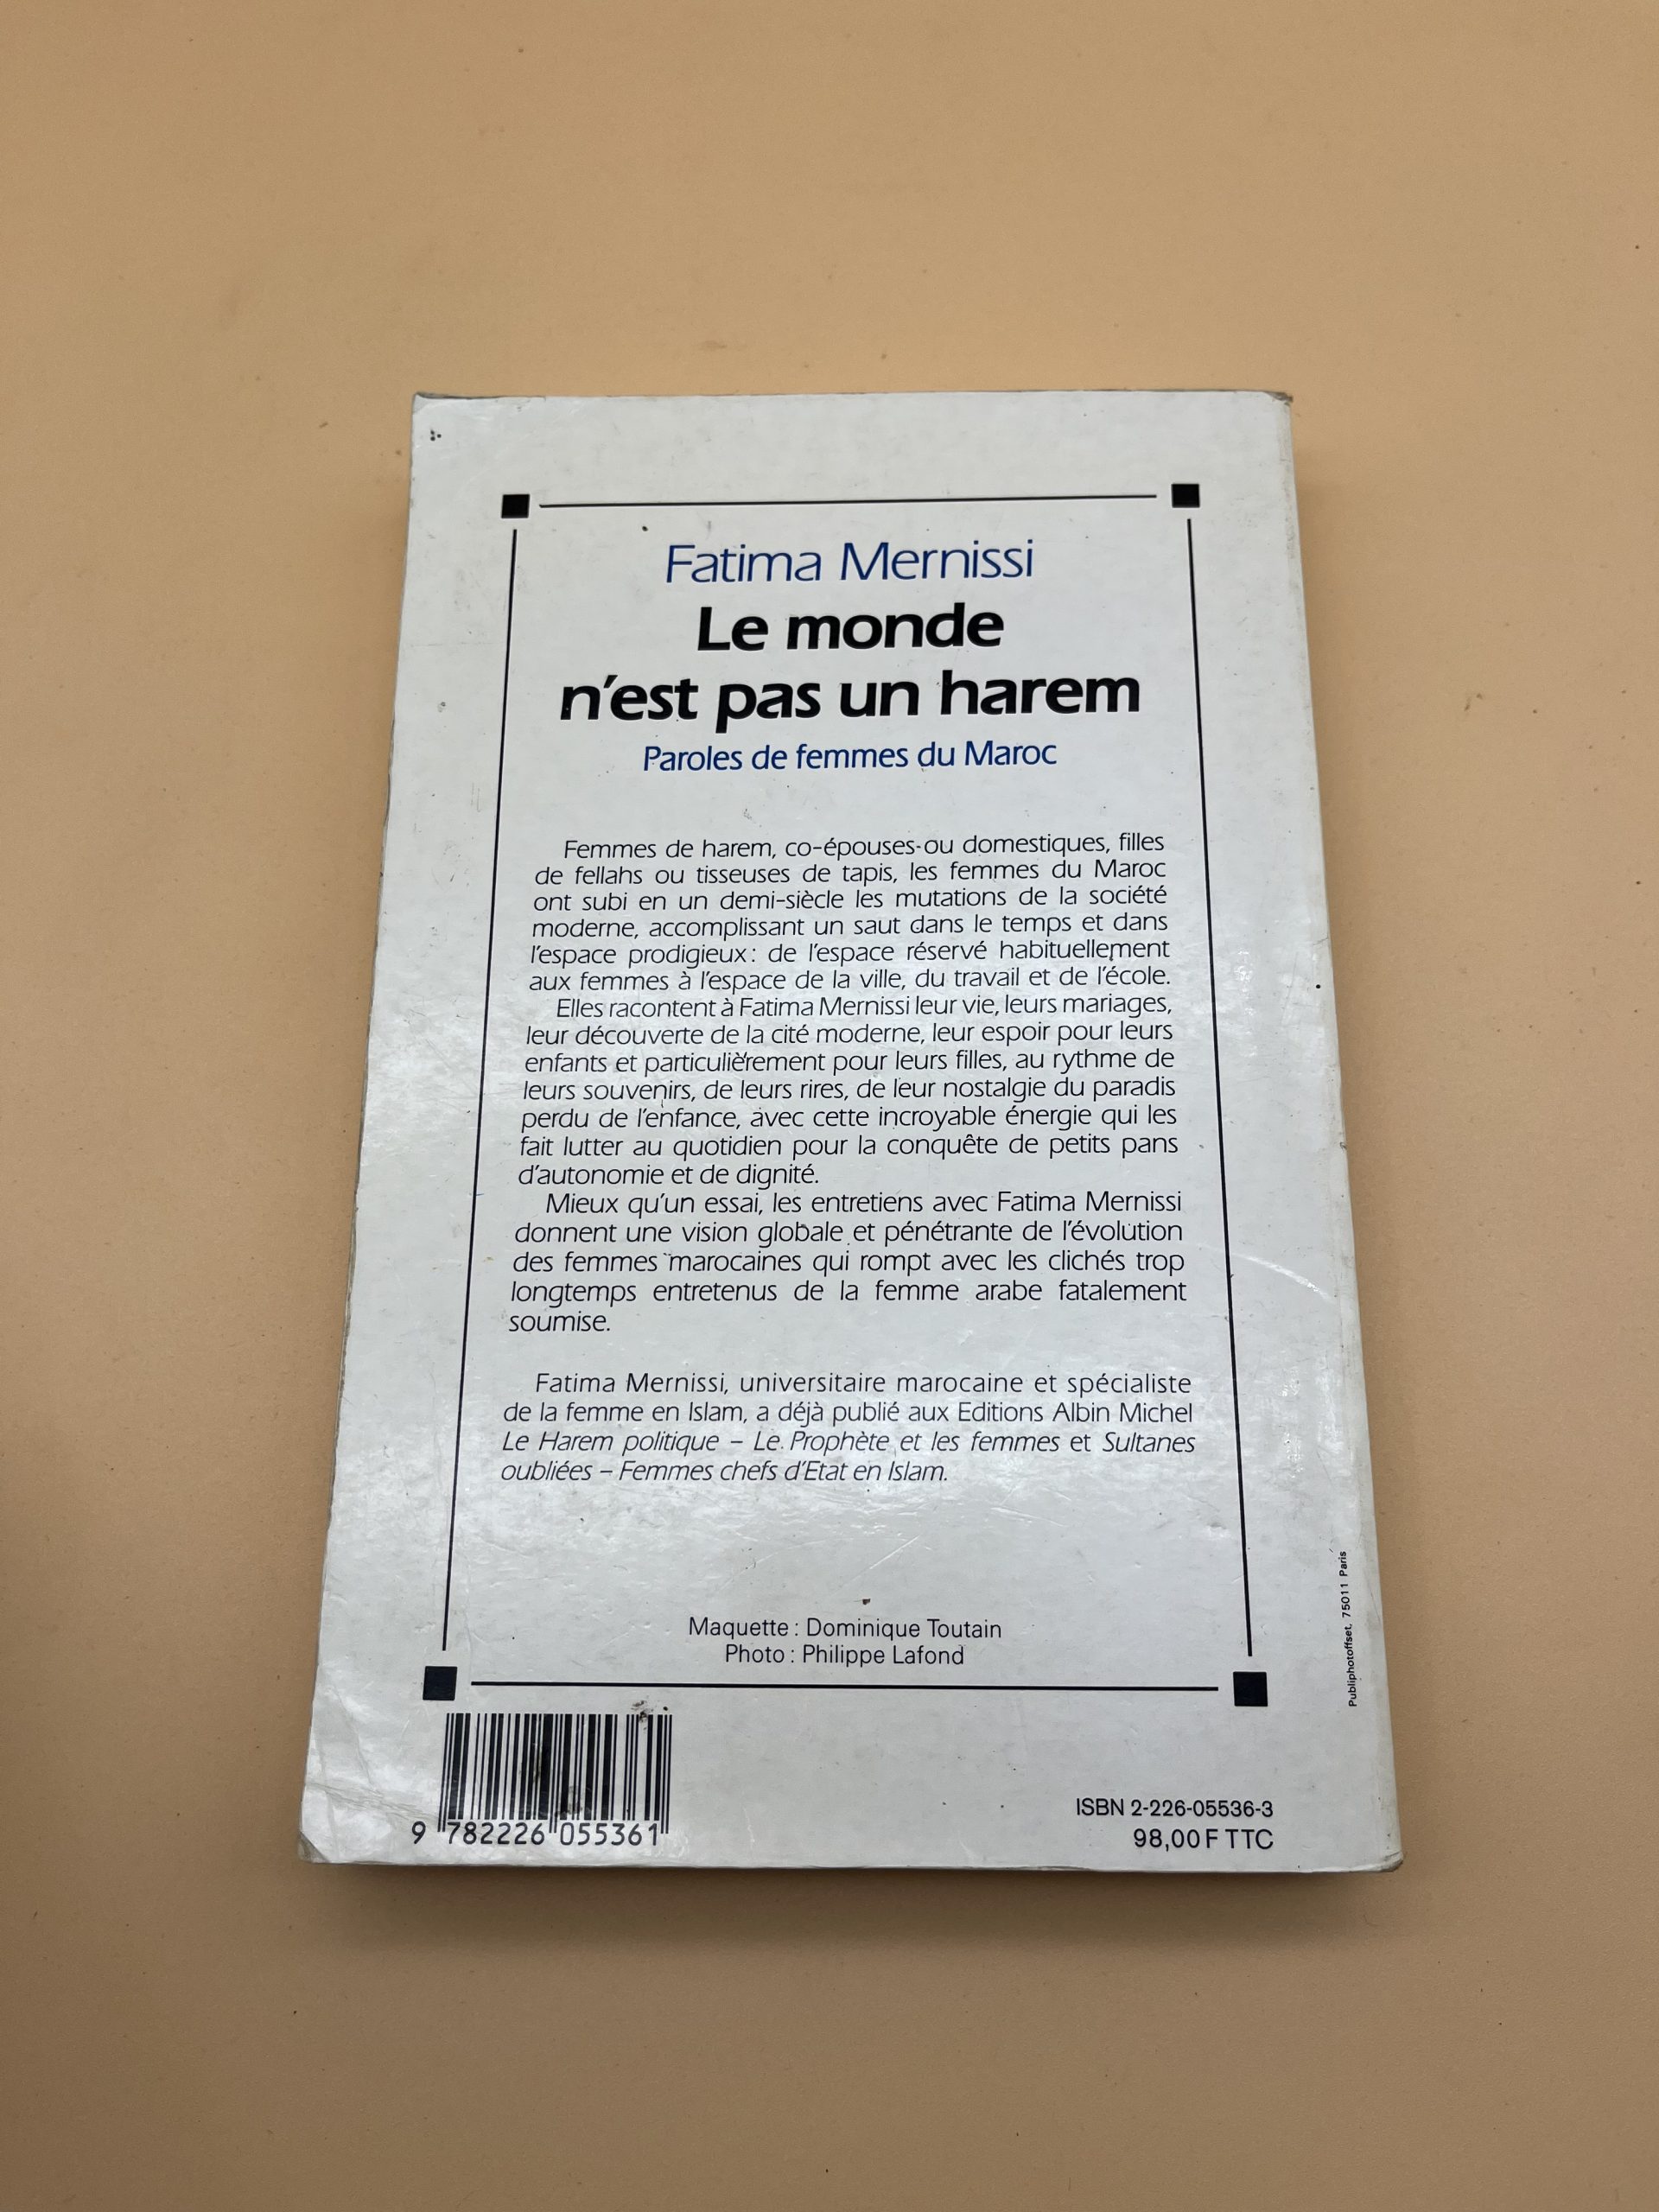 Fatima Mernissi
Le monde
n'est pas un harem
Paroles de femmes du Maroc
Femmes de harem, co-épouses ou domestiques, filles
de fellahs ou tisseuses de tapis, les femmes du Maroc
ont subi en un demi-siècle les mutations de la société
moderne, accomplissant un saut dans le temps et dans
l'espace prodigieux : de l'espace réservé habituellement
aux femmes à l'espace de la ville, du travail et de l'école.
Elles racontent à Fatima Mernissi leur vie, leurs mariages,
leur découverte de la cité moderne, leur espoir pour leurs
enfants et particulièrement pour leurs filles, au rythme de
leurs souvenirs, de leurs rires, de leur nostalgie du paradis
perdu de l'enfance, avec cette incroyable énergie qui les
fait lutter au quotidien pour la conquête de petits pans
d'autonomie et de dignité.
Mieux qu'un essai, les entretiens avec Fatima Mernissi
donnent une vision globale et pénétrante de l'évolution
des femmes marocaines qui rompt avec les clichés trop
longtemps entretenus de la femme arabe fatalement
soumise.
Fatima Mernissi, universitaire marocaine et spécialiste
de la femme en Islam, a déjà publié aux Editions Albin Michel
Le Harem politique – Le Prophète et les femmes et Sultanes
oubliées – Femmes chefs d'Etat en Islam.
Maquette : Dominique Toutain
Photo : Philippe Lafond
Publiphotoffset, 75011 Paris
9 782226 055361
ISBN 2-226-05536-3
98,00 F TTC